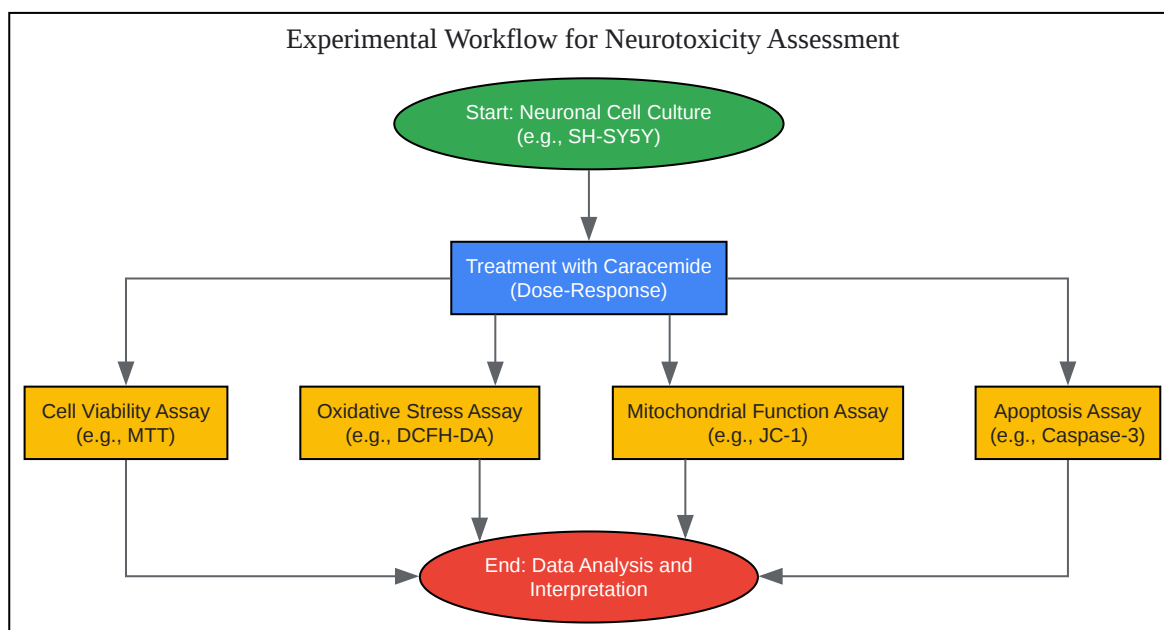 Experimental Workflow for Neurotoxicity Assessment
Start: Neuronal Cell Culture
(e.g., SH-SY5Y)
Treatment with Caracemide
(Dose-Response)
Cell Viability Assay
(e.g., MTT)
Oxidative Stress Assay
(e.g., DCFH-DA)
Mitochondrial Function Assay
(e.g., JC-1)
Apoptosis Assay
(e.g., Caspase-3)
End: Data Analysis and
Interpretation